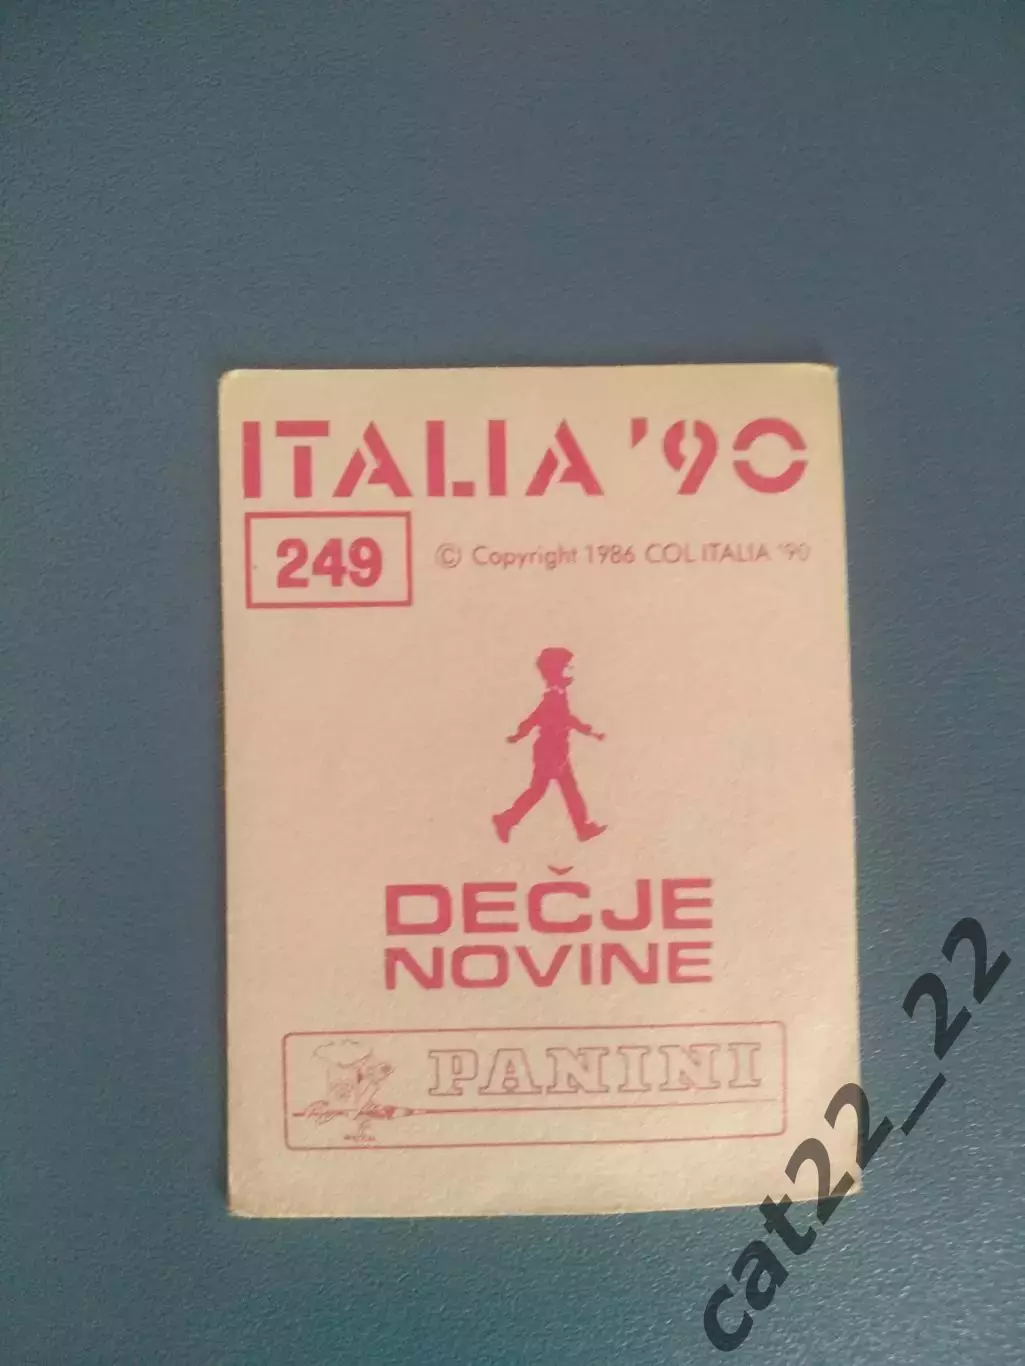 ITALIA '90
249
© Copyright 1986 COL ITALIA '90
DEČJE
NOVINE
PANINI
cat22_22